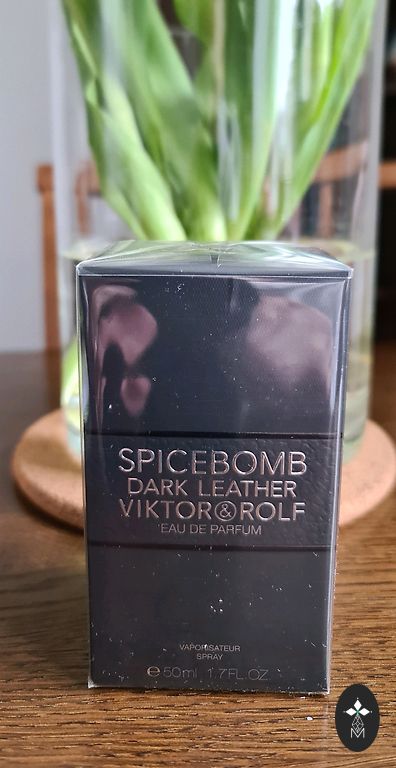 SPICEBOMB
DARK LEATHER
VIKTOR&ROLF
EAU DE PARFUM
VAPORISATEUR
SPRAY
℮ 50ml 1.7FL.OZ.
M